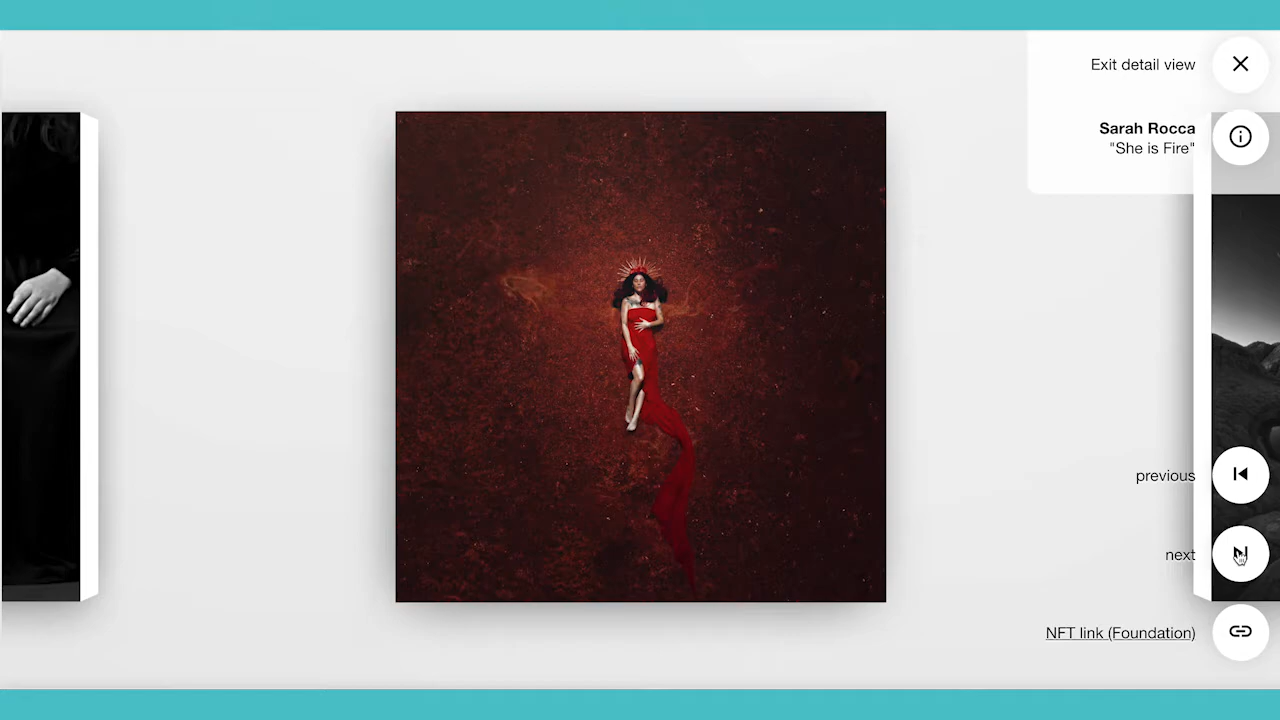 Exit detail view
Sarah Rocca
"She is Fire"
previous
next
NFT link (Foundation)